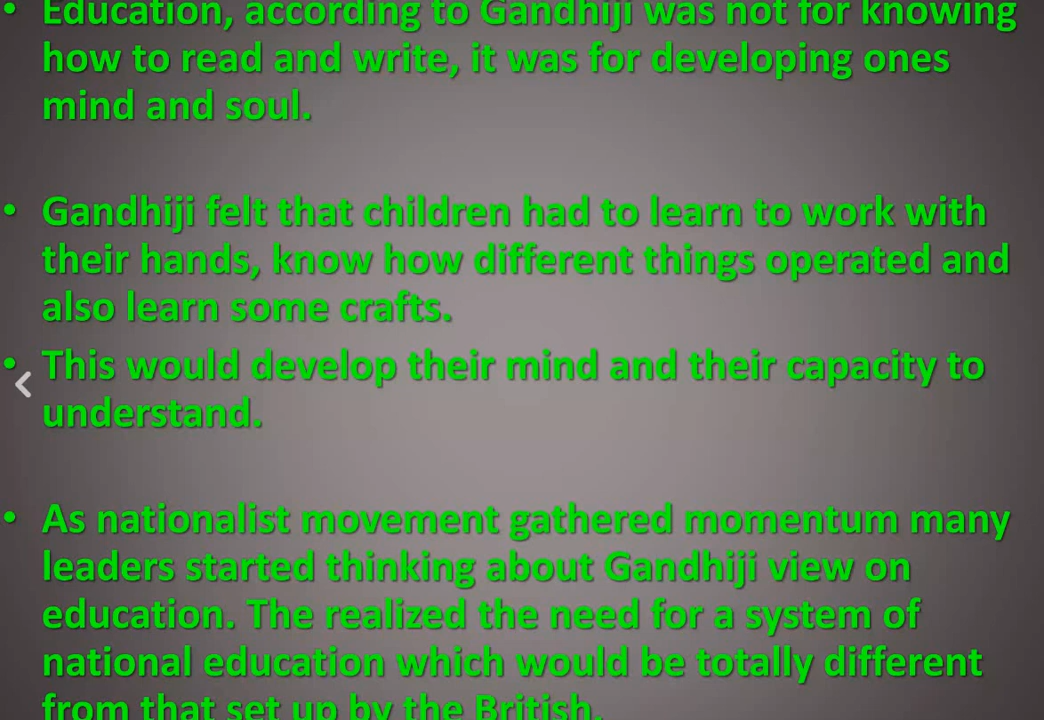 • Education, according to Gandhiji was not for knowing
how to read and write, it was for developing ones
mind and soul.
• Gandhiji felt that children had to learn to work with
their hands, know how different things operated and
also learn some crafts.
• This would develop their mind and their capacity to
understand.
• As nationalist movement gathered momentum many
leaders started thinking about Gandhiji view on
education. The realized the need for a system of
national education which would be totally different
from that set up by the British.